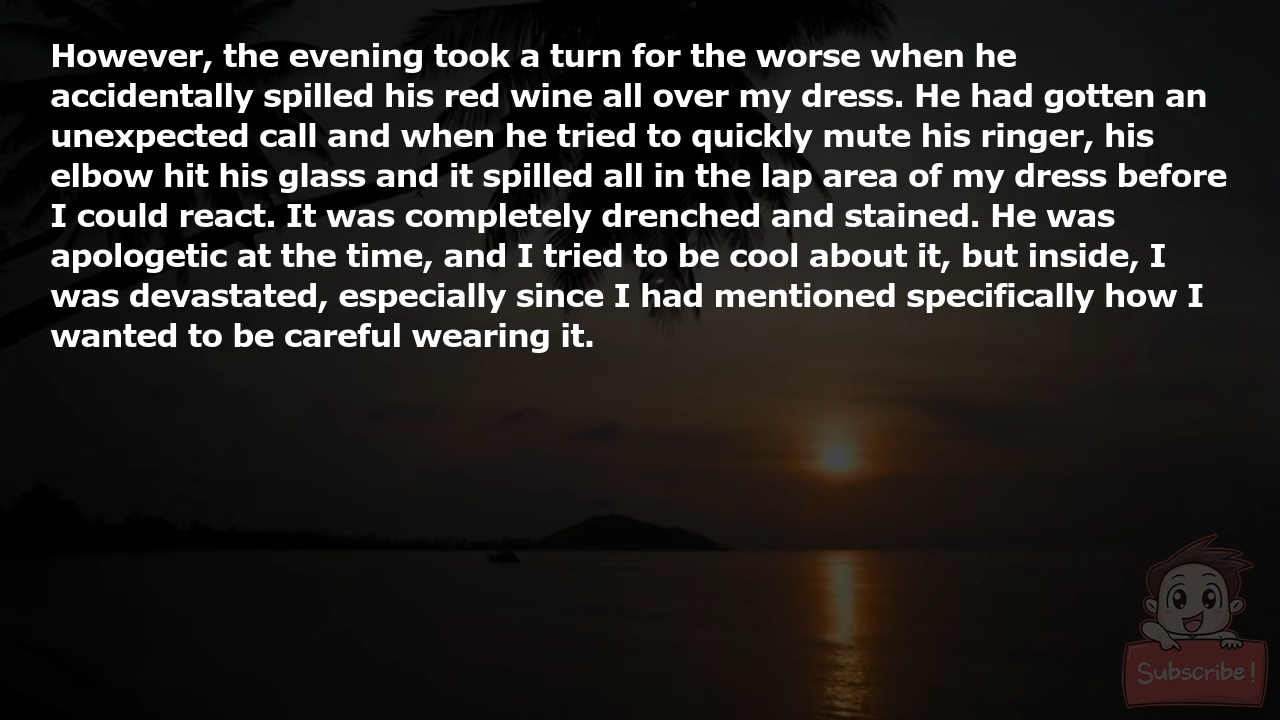 However, the evening took a turn for the worse when he
accidentally spilled his red wine all over my dress. He had gotten an
unexpected call and when he tried to quickly mute his ringer, his
elbow hit his glass and it spilled all in the lap area of my dress before
I could react. It was completely drenched and stained. He was
apologetic at the time, and I tried to be cool about it, but inside, I
was devastated, especially since I had mentioned specifically how I
wanted to be careful wearing it.
Subscribe!